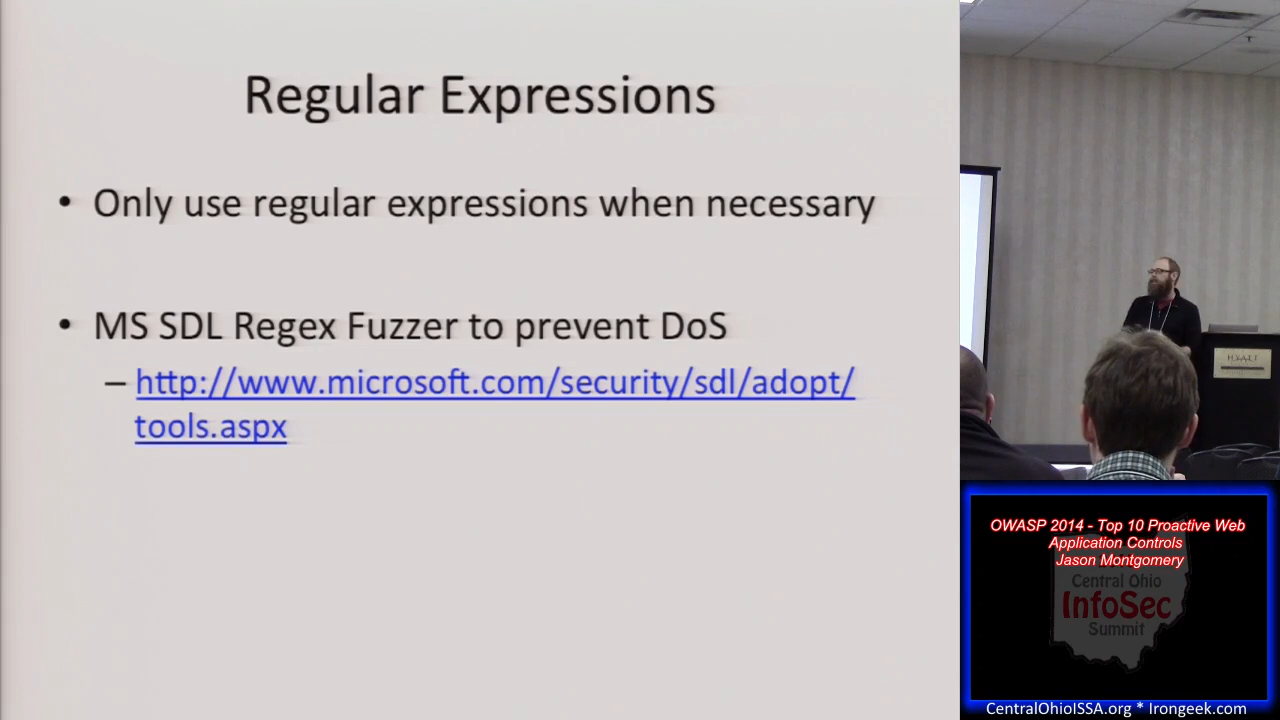 Regular Expressions
• Only use regular expressions when necessary
• MS SDL Regex Fuzzer to prevent DoS
– http://www.microsoft.com/security/sdl/adopt/
tools.aspx
HYATT
OWASP 2014 - Top 10 Proactive Web
Application Controls
Jason Montgomery
Central Ohio
InfoSec
Summit
CentralOhioISSA.org * Irongeek.com